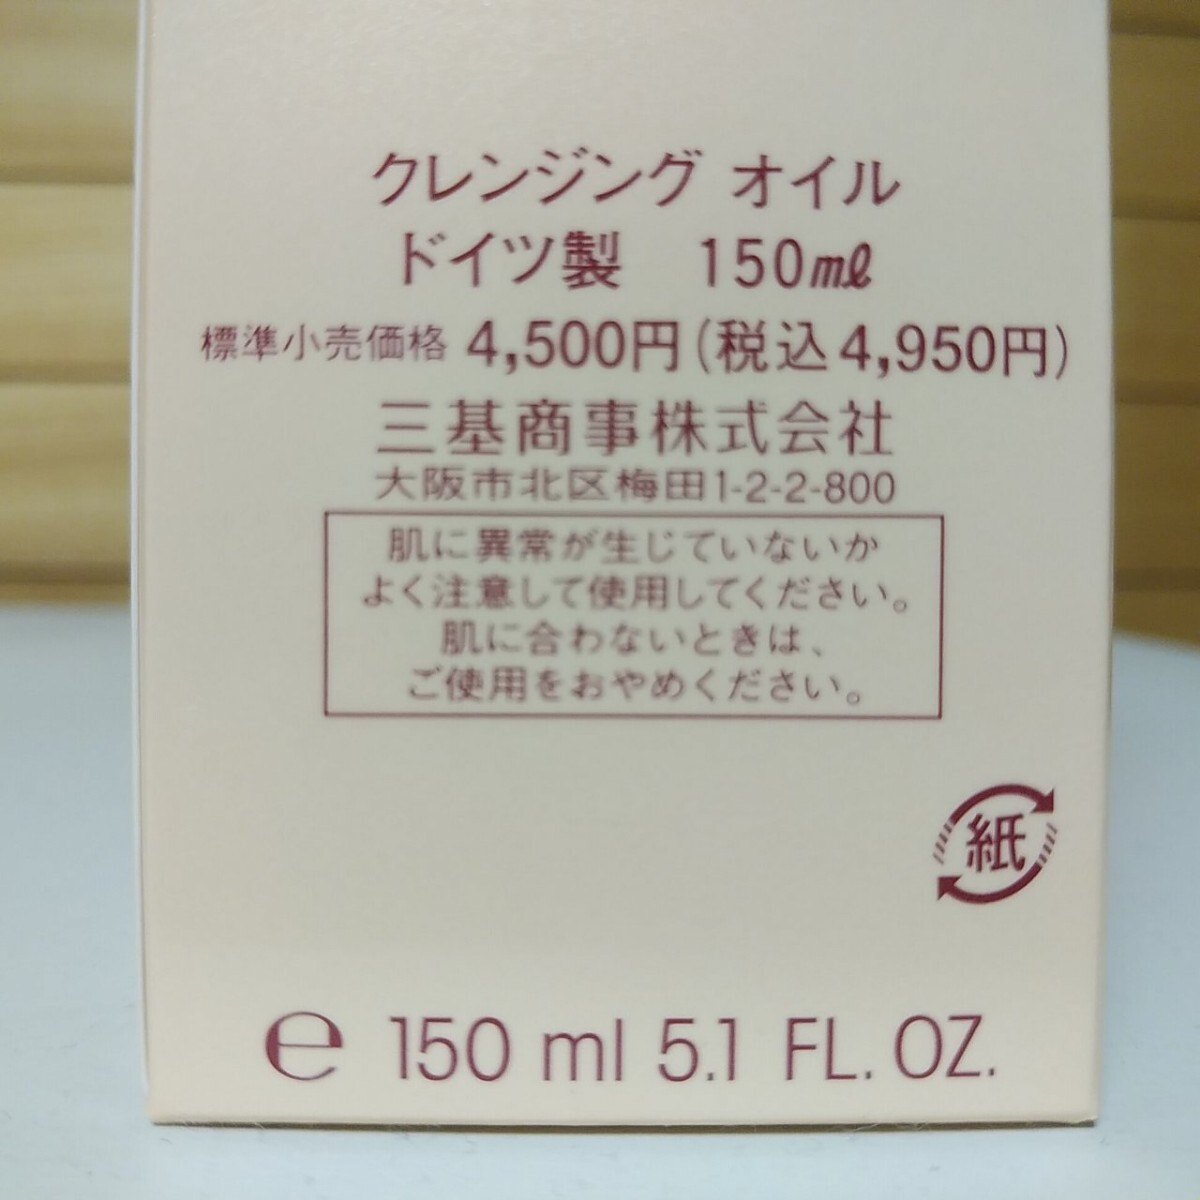 クレンジング オイル
ドイツ製 150㎖
標準小売価格 4,500円(税込4,950円)
三基商事株式会社
大阪市北区梅田1-2-2-800
肌に異常が生じていないか
よく注意して使用してください。
肌に合わないときは、
ご使用をおやめください。
紙
℮ 150 ml 5.1 FL. OZ.